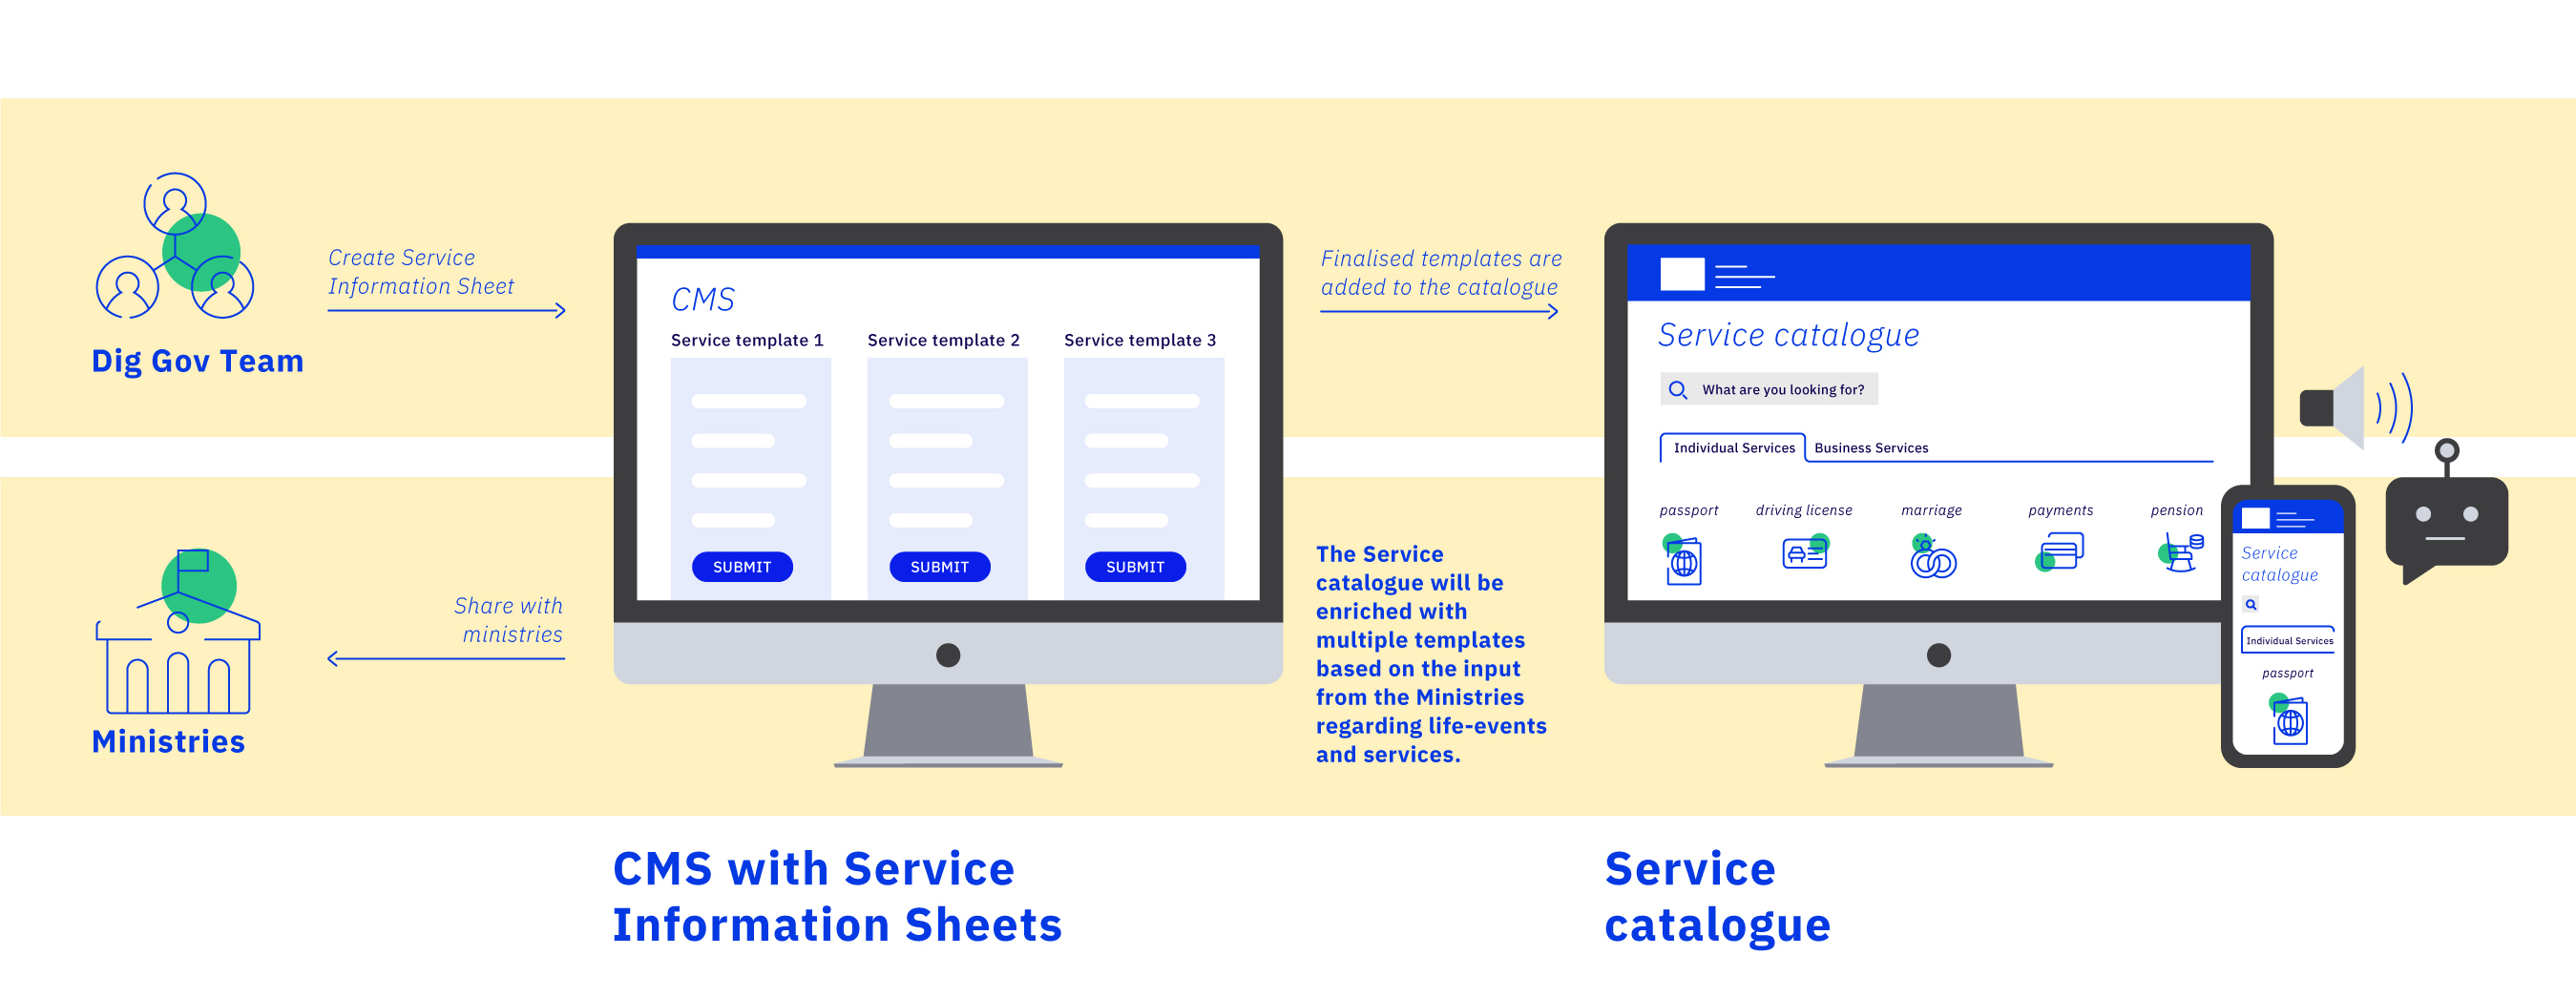 Create Service
Information Sheet
Dig Gov Team
CMS
Service template 1
Service template 2
Service template 3
SUBMIT
SUBMIT
SUBMIT
Finalised templates are
added to the catalogue
Service catalogue
What are you looking for?
Individual Services
Business Services
passport
driving license
marriage
payments
pension
Service
catalogue
Individual Services
passport
Share with
ministries
Ministries
The Service
catalogue will be
enriched with
multiple templates
based on the input
from the Ministries
regarding life-events
and services.
CMS with Service
Information Sheets
Service
catalogue